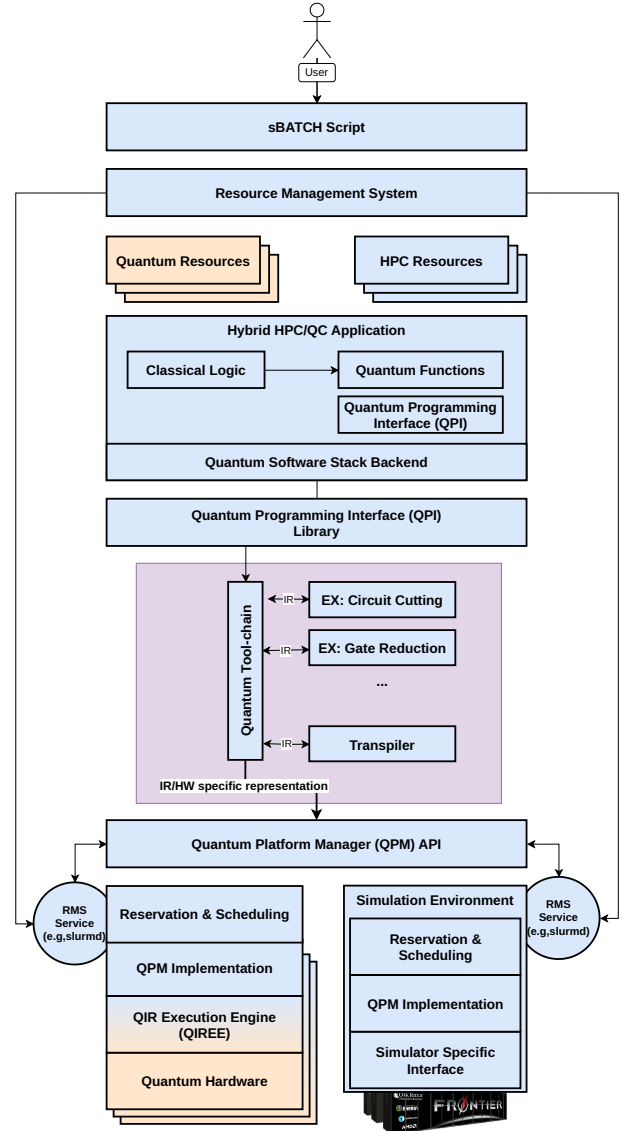 User
sBATCH Script
Resource Management System
Quantum Resources
HPC Resources
Hybrid HPC/QC Application
Classical Logic
Quantum Functions
Quantum Programming
Interface (QPI)
Quantum Software Stack Backend
Quantum Programming Interface (QPI)
Library
Quantum Tool-chain
IR
EX: Circuit Cutting
IR
EX: Gate Reduction
...
IR
Transpiler
IR/HW specific representation
Quantum Platform Manager (QPM) API
RMS
Service
(e.g,slurmd)
Reservation & Scheduling
QPM Implementation
QIR Execution Engine
(QIREE)
Quantum Hardware
Simulation Environment
Reservation &
Scheduling
QPM Implementation
Simulator Specific
Interface
RMS
Service
(e.g,slurmd)
OAK RIDGE
ENERGY
AMD
FRONTIER